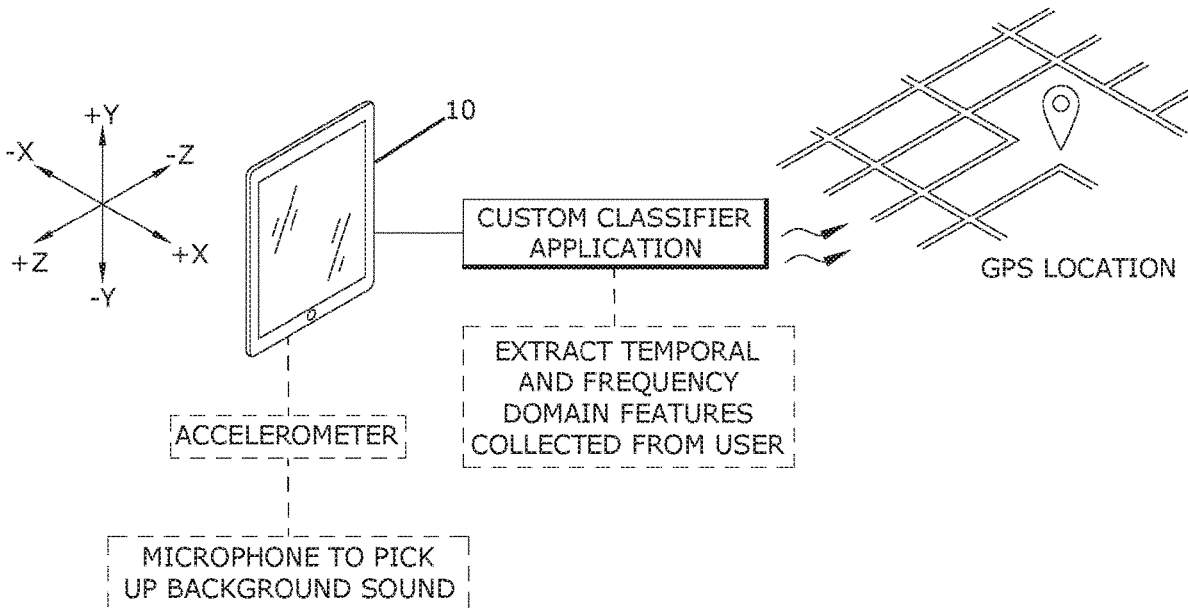 +Y
-X
-Z
+Z
+X
-Y
10
CUSTOM CLASSIFIER
APPLICATION
GPS LOCATION
EXTRACT TEMPORAL
AND FREQUENCY
DOMAIN FEATURES
COLLECTED FROM USER
ACCELEROMETER
MICROPHONE TO PICK
UP BACKGROUND SOUND